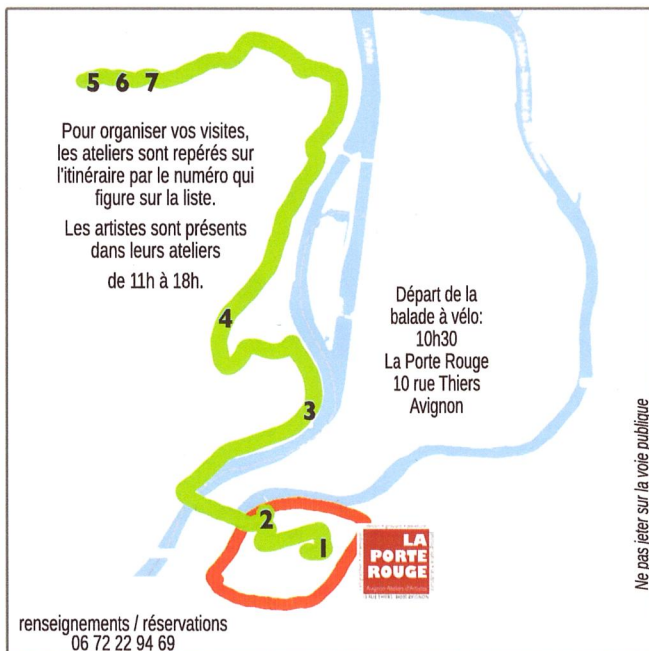 5 6 7
Pour organiser vos visites,
les ateliers sont repérés sur
l'itinéraire par le numéro qui
figure sur la liste.
Les artistes sont présents
dans leurs ateliers
de 11h à 18h.
4
Départ de la
balade à vélo:
10h30
La Porte Rouge
10 rue Thiers
Avignon
3
2
1
LA
PORTE
ROUGE
Ne pas jeter sur la voie publique
renseignements / réservations
06 72 22 94 69